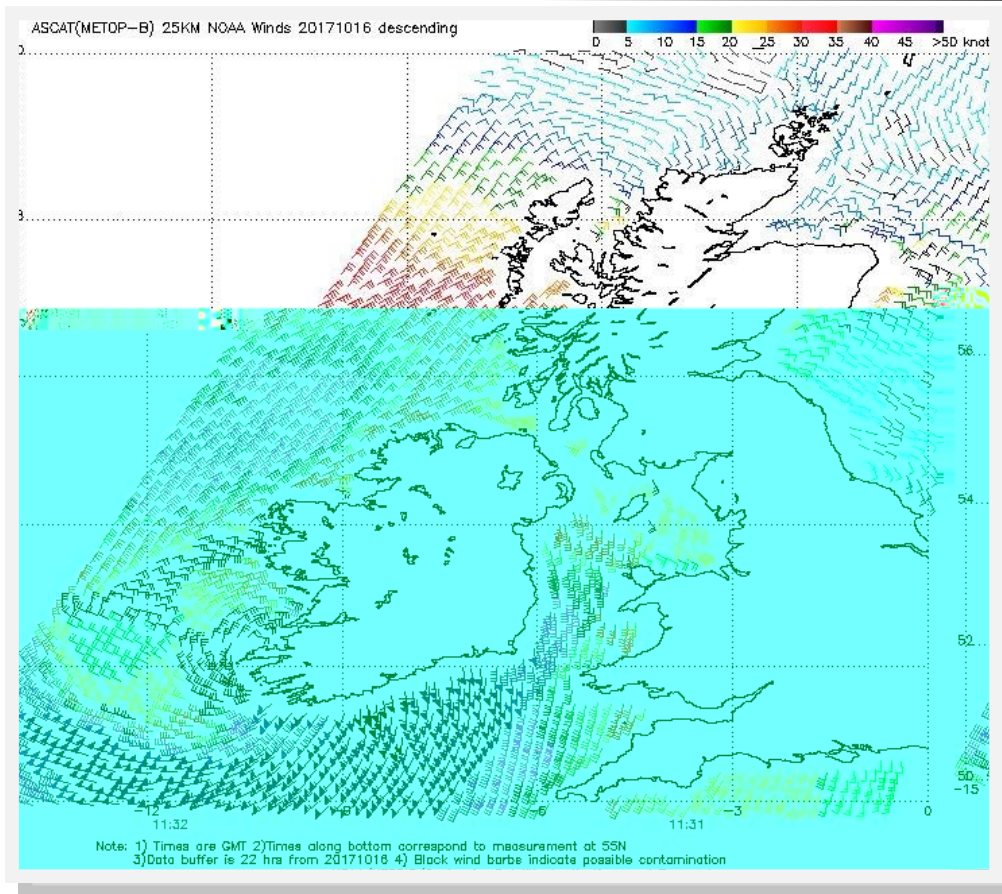 ASCAT(METOP-B) 25KM NOAA Winds 20171016 descending
0 5 10 15 20 25 30 35 40 45 >50 knot
56
54
52
50
-15
-12
-6
-3
0
11:32
11:31
Note: 1) Times are GMT 2)Times along bottom correspond to measurement at 55N
3)Data buffer is 22 hrs from 20171016 4) Black wind barbs indicate possible contamination